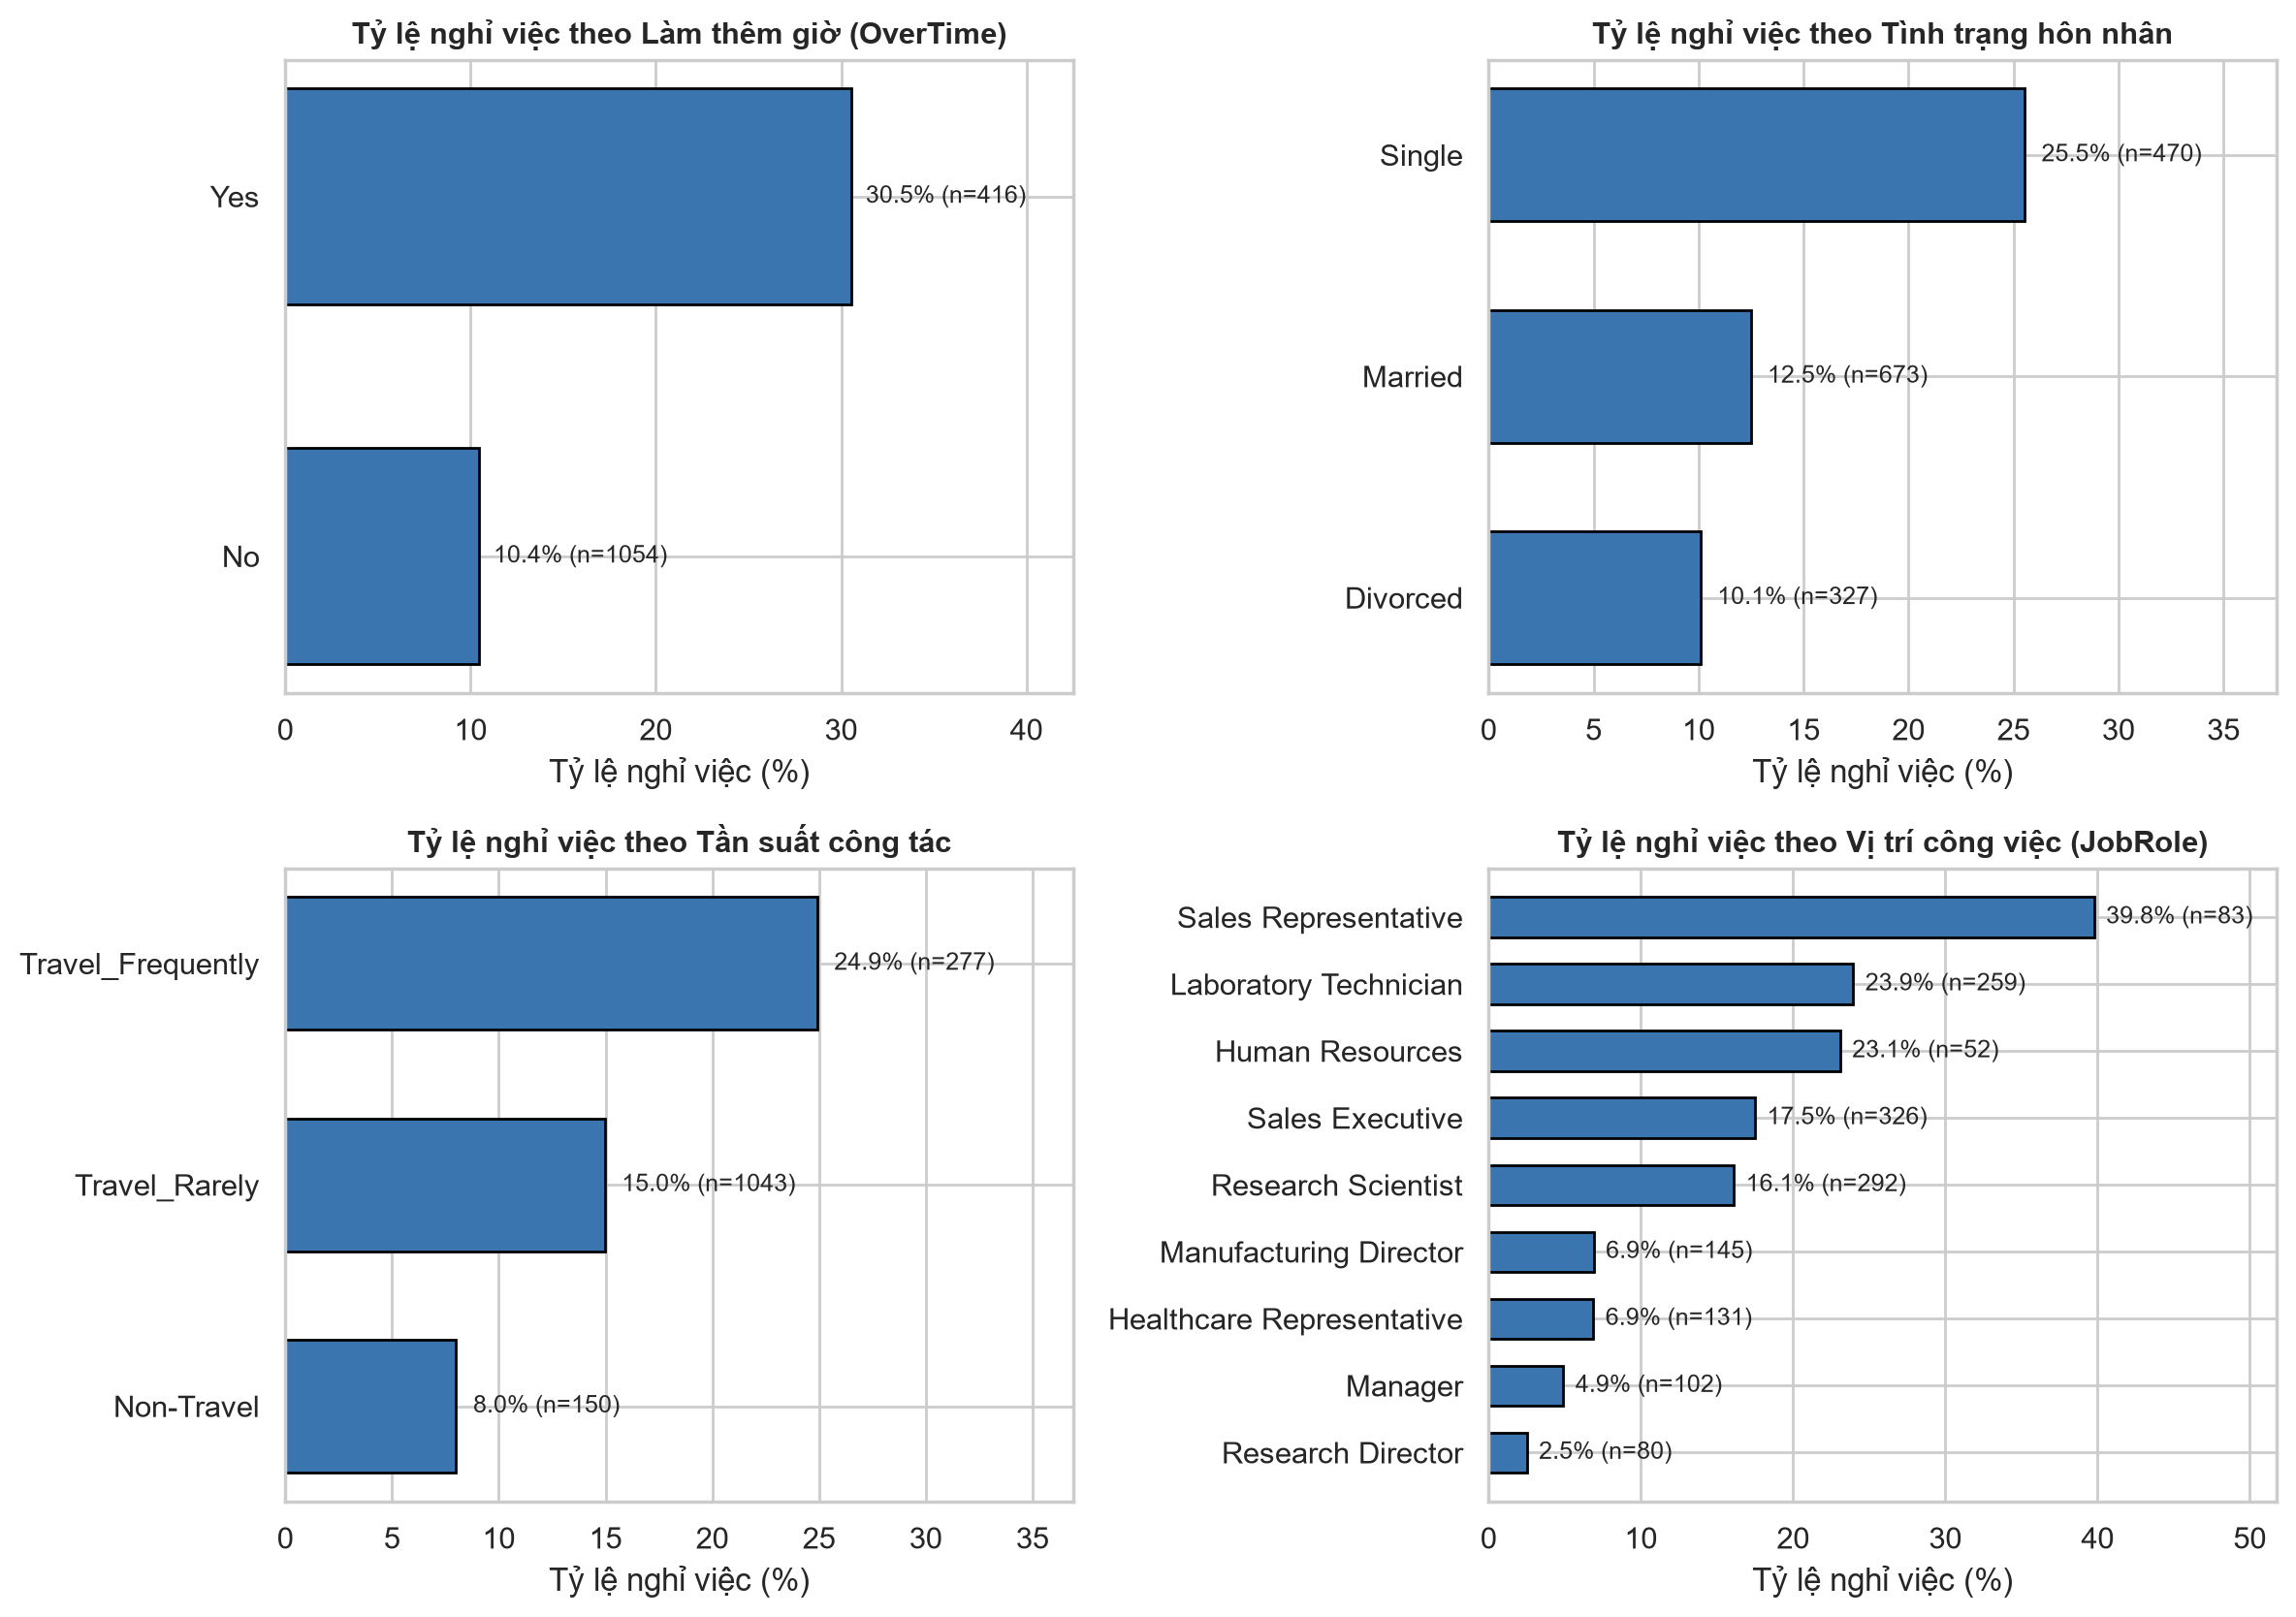 Tỷ lệ nghỉ việc theo Làm thêm giờ (OverTime)
Yes
30.5% (n=416)
No
10.4% (n=1054)
0 10 20 30 40
Tỷ lệ nghỉ việc (%)
Tỷ lệ nghỉ việc theo Tình trạng hôn nhân
Single
25.5% (n=470)
Married
12.5% (n=673)
Divorced
10.1% (n=327)
0 5 10 15 20 25 30 35
Tỷ lệ nghỉ việc (%)
Tỷ lệ nghỉ việc theo Tần suất công tác
Travel_Frequently
24.9% (n=277)
Travel_Rarely
15.0% (n=1043)
Non-Travel
8.0% (n=150)
0 5 10 15 20 25 30 35
Tỷ lệ nghỉ việc (%)
Tỷ lệ nghỉ việc theo Vị trí công việc (JobRole)
Sales Representative
39.8% (n=83)
Laboratory Technician
23.9% (n=259)
Human Resources
23.1% (n=52)
Sales Executive
17.5% (n=326)
Research Scientist
16.1% (n=292)
Manufacturing Director
6.9% (n=145)
Healthcare Representative
6.9% (n=131)
Manager
4.9% (n=102)
Research Director
2.5% (n=80)
0 10 20 30 40 50
Tỷ lệ nghỉ việc (%)